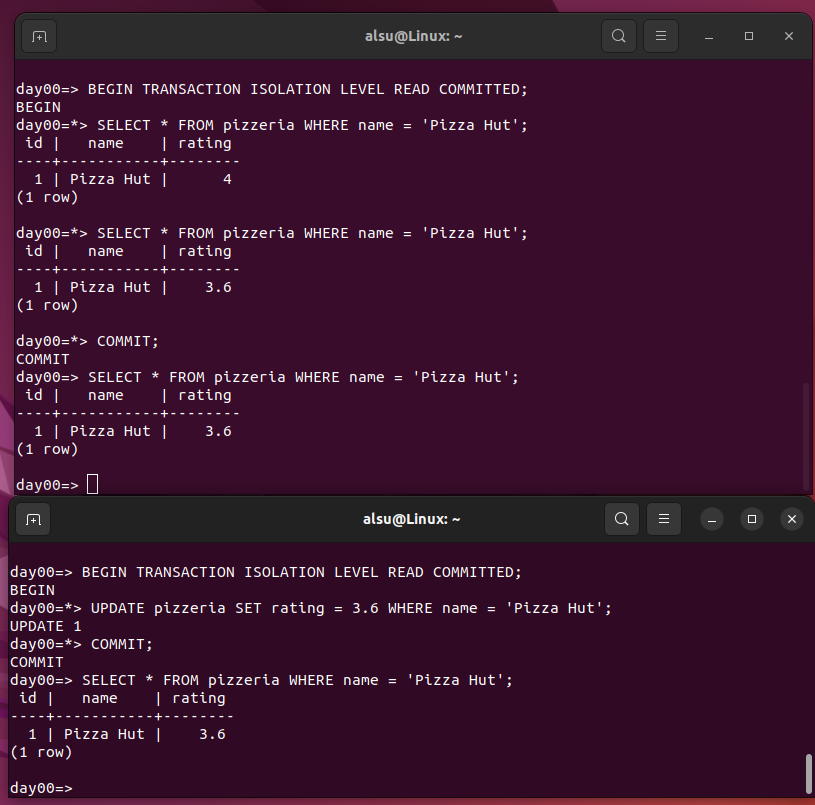 alsu@Linux: ~
day00=> BEGIN TRANSACTION ISOLATION LEVEL READ COMMITTED;
BEGIN
day00=*> SELECT * FROM pizzeria WHERE name = 'Pizza Hut';
 id |   name    | rating
----+-----------+--------
  1 | Pizza Hut |      4
(1 row)

day00=*> SELECT * FROM pizzeria WHERE name = 'Pizza Hut';
 id |   name    | rating
----+-----------+--------
  1 | Pizza Hut |    3.6
(1 row)

day00=*> COMMIT;
COMMIT
day00=> SELECT * FROM pizzeria WHERE name = 'Pizza Hut';
 id |   name    | rating
----+-----------+--------
  1 | Pizza Hut |    3.6
(1 row)

day00=>
alsu@Linux: ~
day00=> BEGIN TRANSACTION ISOLATION LEVEL READ COMMITTED;
BEGIN
day00=*> UPDATE pizzeria SET rating = 3.6 WHERE name = 'Pizza Hut';
UPDATE 1
day00=*> COMMIT;
COMMIT
day00=> SELECT * FROM pizzeria WHERE name = 'Pizza Hut';
 id |   name    | rating
----+-----------+--------
  1 | Pizza Hut |    3.6
(1 row)

day00=>